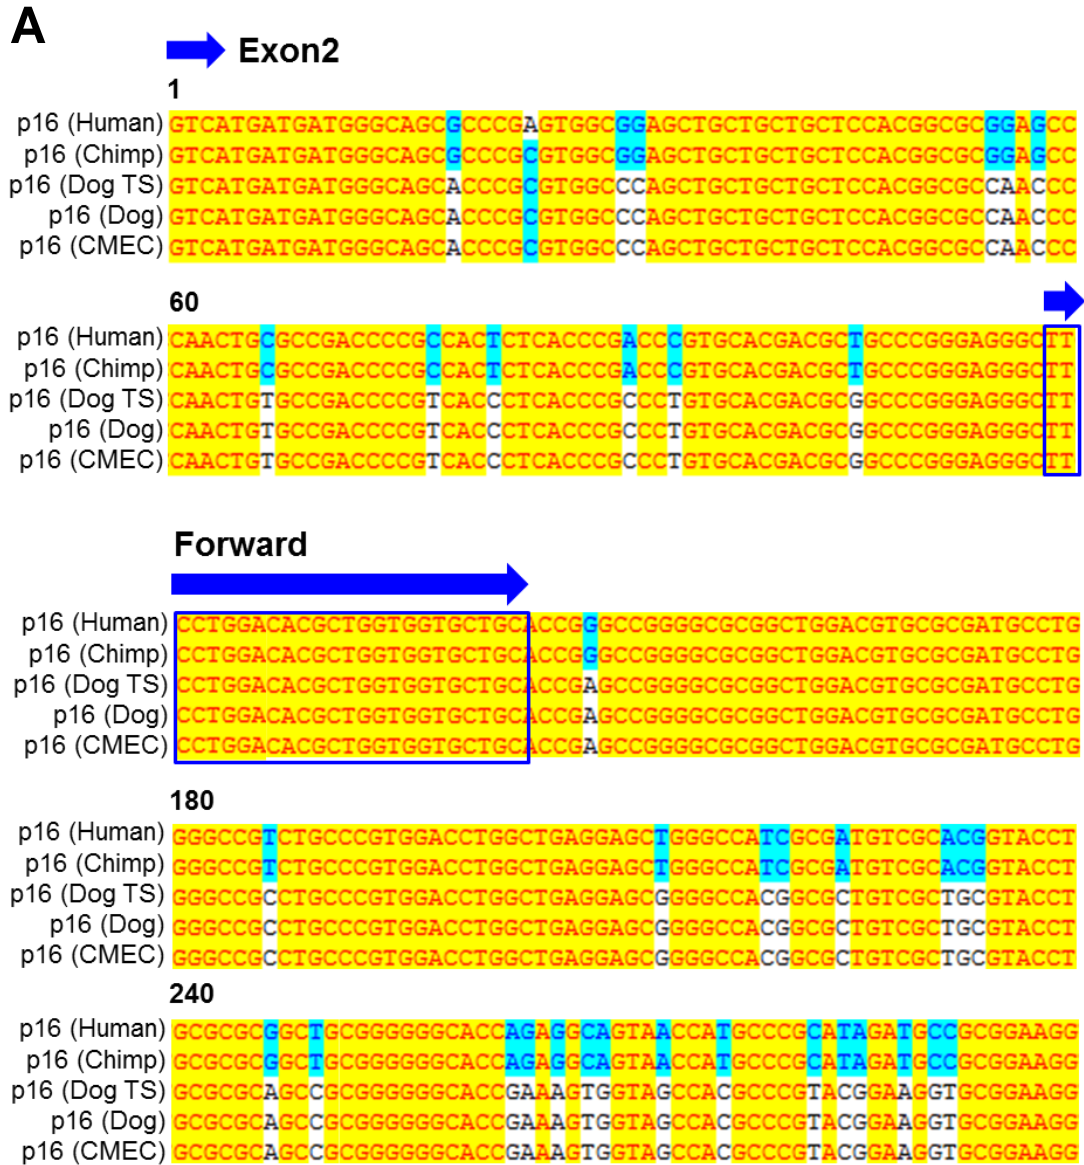 A
Exon2
1
p16 (Human) GTCATGATGATGGGCAGCGCCCGAGTGGCGGAGCTGCTGCTGCTCCACGGCGCGGAGCC
p16 (Chimp) GTCATGATGATGGGCAGCGCCCGCGTGGCGGAGCTGCTGCTGCTCCACGGCGCGGAGCC
p16 (Dog TS) GTCATGATGATGGGCAGCACCCGCGTGGCCCAGCTGCTGCTGCTCCACGGCGCCAACCC
p16 (Dog) GTCATGATGATGGGCAGCACCCGCGTGGCCCAGCTGCTGCTGCTCCACGGCGCCAACCC
p16 (CMEC) GTCATGATGATGGGCAGCACCCGCGTGGCCCAGCTGCTGCTGCTCCACGGCGCCAACCC
60
p16 (Human) CAACTGCGCCGACCCCGCCACTCTCACCCGACCCGTGCACGACGCTGCCCGGGAGGGCTT
p16 (Chimp) CAACTGCGCCGACCCCGCCACTCTCACCCGACCCGTGCACGACGCTGCCCGGGAGGGCTT
p16 (Dog TS) CAACTGTGCCGACCCCGTCACCCTCACCCGCCCTGTGCACGACGCGGCCCGGGAGGGCTT
p16 (Dog) CAACTGTGCCGACCCCGTCACCCTCACCCGCCCTGTGCACGACGCGGCCCGGGAGGGCTT
p16 (CMEC) CAACTGTGCCGACCCCGTCACCCTCACCCGCCCTGTGCACGACGCGGCCCGGGAGGGCTT
Forward
p16 (Human) CCTGGACACGCTGGTGGTGCTGCACCGGGCCGGGGCGCGGCTGGACGTGCGCGATGCCTG
p16 (Chimp) CCTGGACACGCTGGTGGTGCTGCACCGGGCCGGGGCGCGGCTGGACGTGCGCGATGCCTG
p16 (Dog TS) CCTGGACACGCTGGTGGTGCTGCACCGAGCCGGGGCGCGGCTGGACGTGCGCGATGCCTG
p16 (Dog) CCTGGACACGCTGGTGGTGCTGCACCGAGCCGGGGCGCGGCTGGACGTGCGCGATGCCTG
p16 (CMEC) CCTGGACACGCTGGTGGTGCTGCACCGAGCCGGGGCGCGGCTGGACGTGCGCGATGCCTG
180
p16 (Human) GGGCCGTCTGCCCGTGGACCTGGCTGAGGAGCTGGGCCATCGCGATGTCGCACGGTACCT
p16 (Chimp) GGGCCGTCTGCCCGTGGACCTGGCTGAGGAGCTGGGCCATCGCGATGTCGCACGGTACCT
p16 (Dog TS) GGGCCGCCTGCCCGTGGACCTGGCTGAGGAGCGGGGCCACGGCGCTGTCGCTGCGTACCT
p16 (Dog) GGGCCGCCTGCCCGTGGACCTGGCTGAGGAGCGGGGCCACGGCGCTGTCGCTGCGTACCT
p16 (CMEC) GGGCCGCCTGCCCGTGGACCTGGCTGAGGAGCGGGGCCACGGCGCTGTCGCTGCGTACCT
240
p16 (Human) GCGCGCGGCTGCGGGGGGCACCAGAGGCAGTAACCATGCCCGCATAGATGCCGCGGAAGG
p16 (Chimp) GCGCGCGGCTGCGGGGGGCACCAGAGGCAGTAACCATGCCCGCATAGATGCCGCGGAAGG
p16 (Dog TS) GCGCGCAGCCGCGGGGGGCACCGAAAGTGGTAGCCACGCCCGTACGGAAGGTGCGGAAGG
p16 (Dog) GCGCGCAGCCGCGGGGGGCACCGAAAGTGGTAGCCACGCCCGTACGGAAGGTGCGGAAGG
p16 (CMEC) GCGCGCAGCCGCGGGGGGCACCGAAAGTGGTAGCCACGCCCGTACGGAAGGTGCGGAAGG